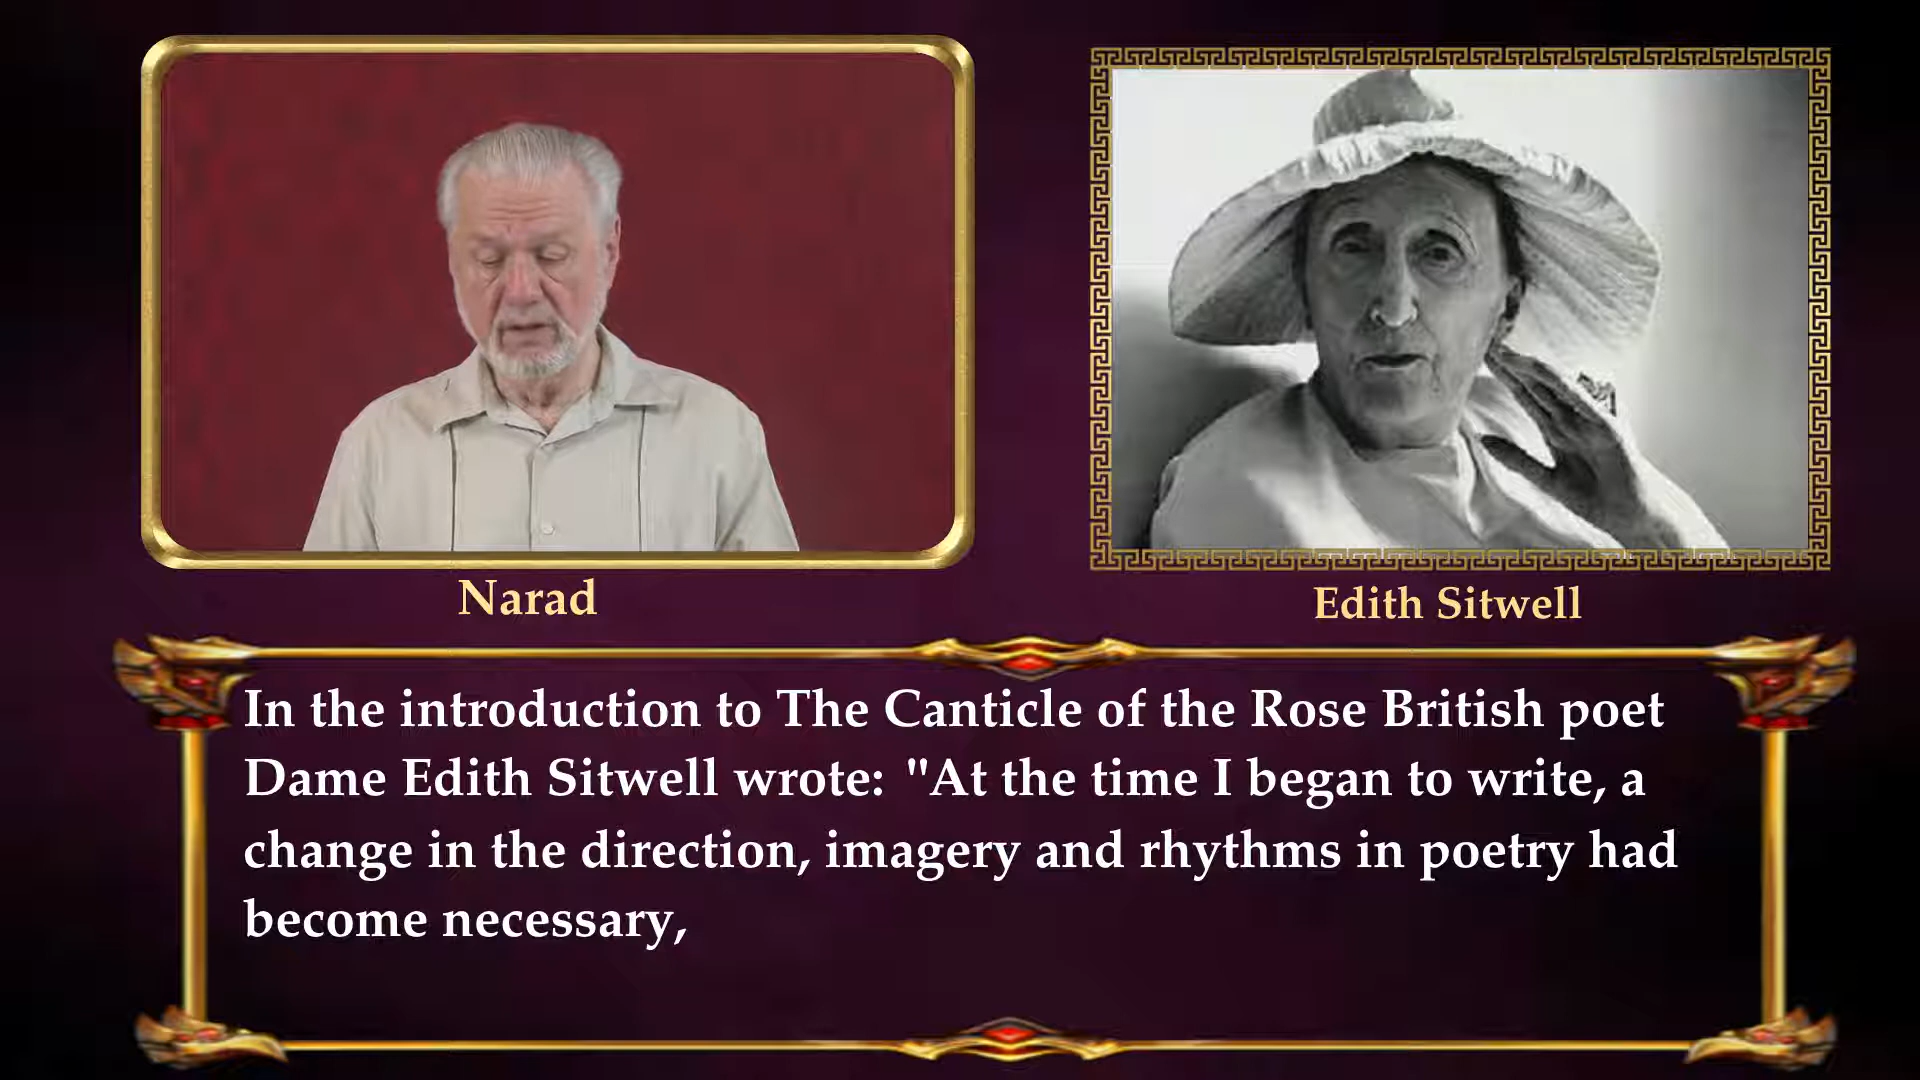 Narad
Edith Sitwell
In the introduction to The Canticle of the Rose British poet
Dame Edith Sitwell wrote: "At the time I began to write, a
change in the direction, imagery and rhythms in poetry had
become necessary,